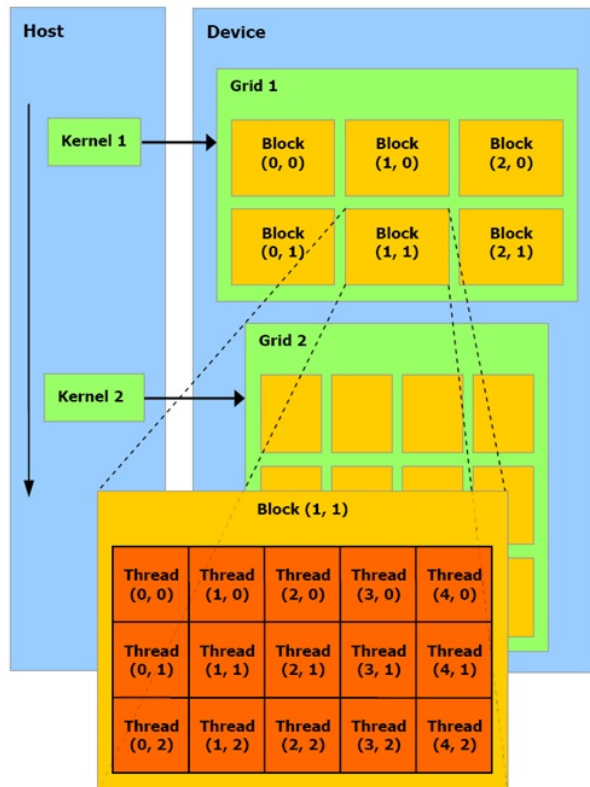 Host
Device
Grid 1
Kernel 1
Block
(0, 0)
Block
(1, 0)
Block
(2, 0)
Block
(0, 1)
Block
(1, 1)
Block
(2, 1)
Grid 2
Kernel 2
Block (1, 1)
Thread
(0, 0)
Thread
(1, 0)
Thread
(2, 0)
Thread
(3, 0)
Thread
(4, 0)
Thread
(0, 1)
Thread
(1, 1)
Thread
(2, 1)
Thread
(3, 1)
Thread
(4, 1)
Thread
(0, 2)
Thread
(1, 2)
Thread
(2, 2)
Thread
(3, 2)
Thread
(4, 2)